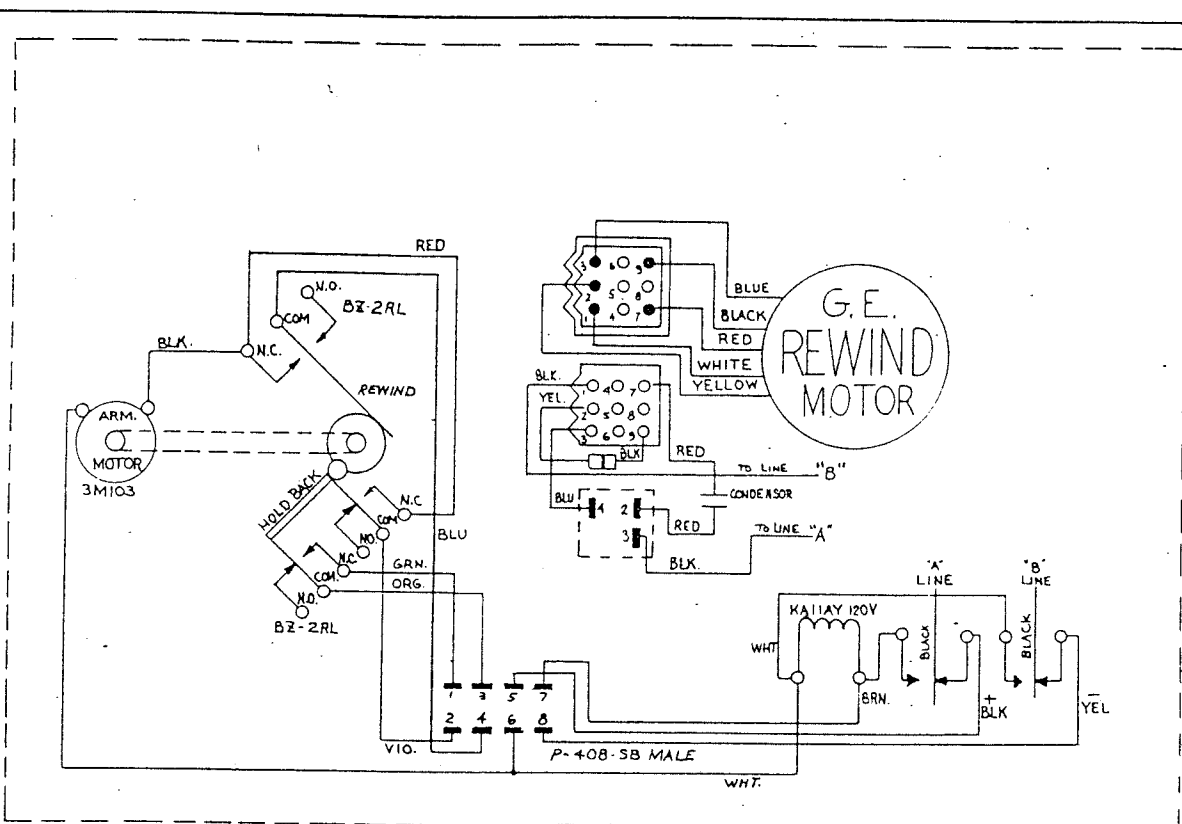 RED
N.O.
BZ-2RL
COM
BLK.
N.C.
REWIND
ARM.
MOTOR
3M103
HOLD BACK
N.C
COM
N.O.
BLU
N.C.
GRN.
COM.
ORG.
N.O.
BZ-2RL
VIO.
1 3 5 7
2 4 6 8
P-408-SB MALE
WHT.
3 6 9
2 5 8
1 4 7
BLUE
BLACK
RED
WHITE
YELLOW
G.E.
REWIND
MOTOR
BLK.
YEL.
1 4 7
2 5 8
3 6 9
BLK
RED
TO LINE "B"
CONDENSOR
BLU
4 2
3
RED
TO LINE "A"
BLK.
"A"
LINE
"B"
LINE
KA11AY 120V
WHT
BLACK
BLACK
BRN.
+
BLK
−
YEL